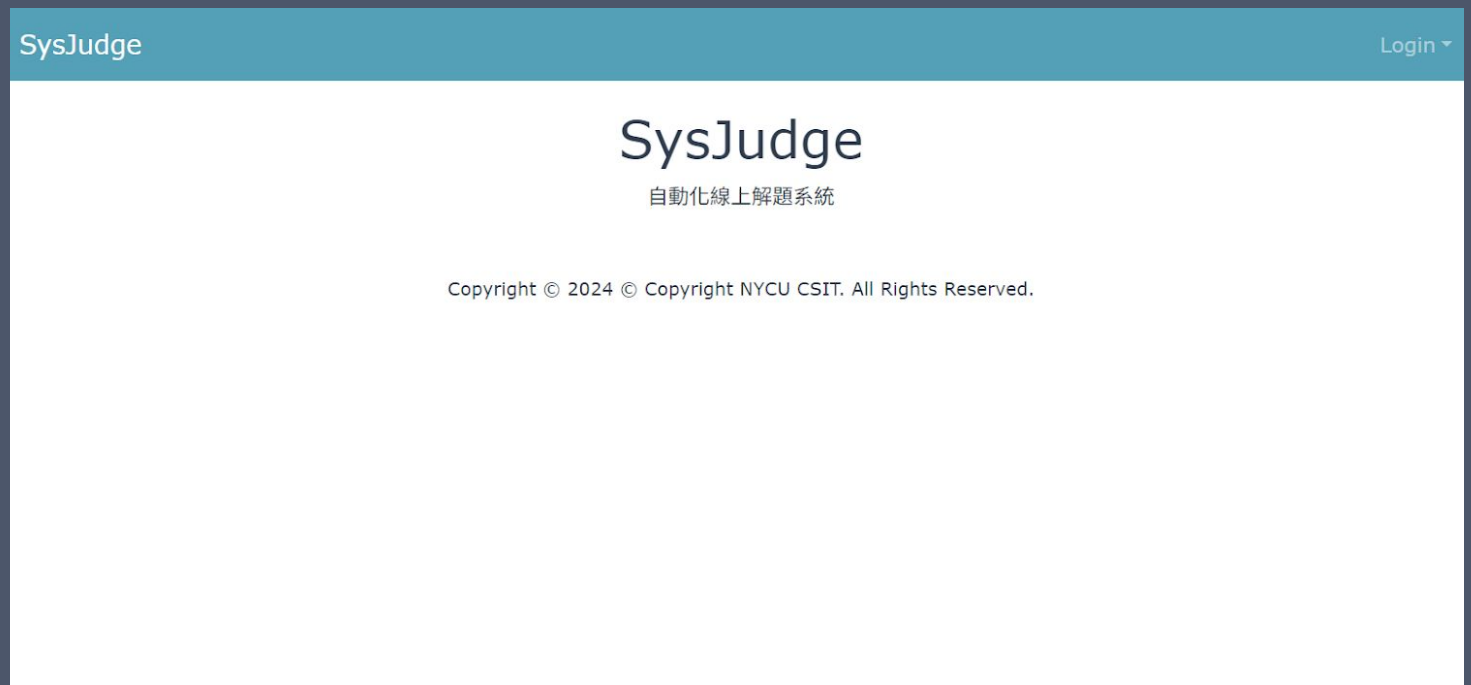 SysJudge
Login
SysJudge
自動化線上解題系統
Copyright © 2024 © Copyright NYCU CSIT. All Rights Reserved.